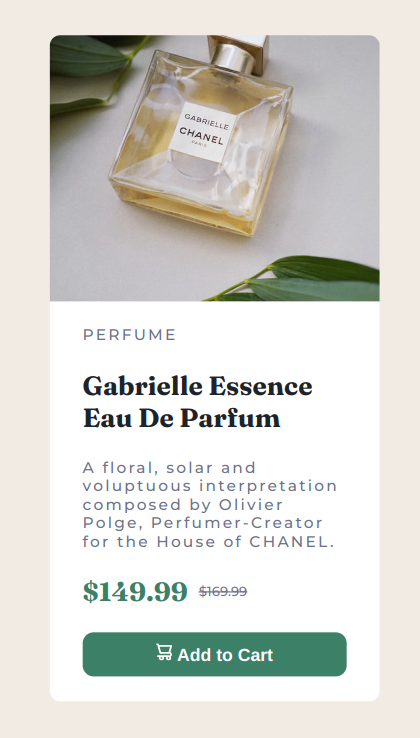 GABRIELLE
CHANEL
PARIS
PERFUME
Gabrielle Essence
Eau De Parfum
A floral, solar and
voluptuous interpretation
composed by Olivier
Polge, Perfumer-Creator
for the House of CHANEL.
$149.99 $169.99
Add to Cart